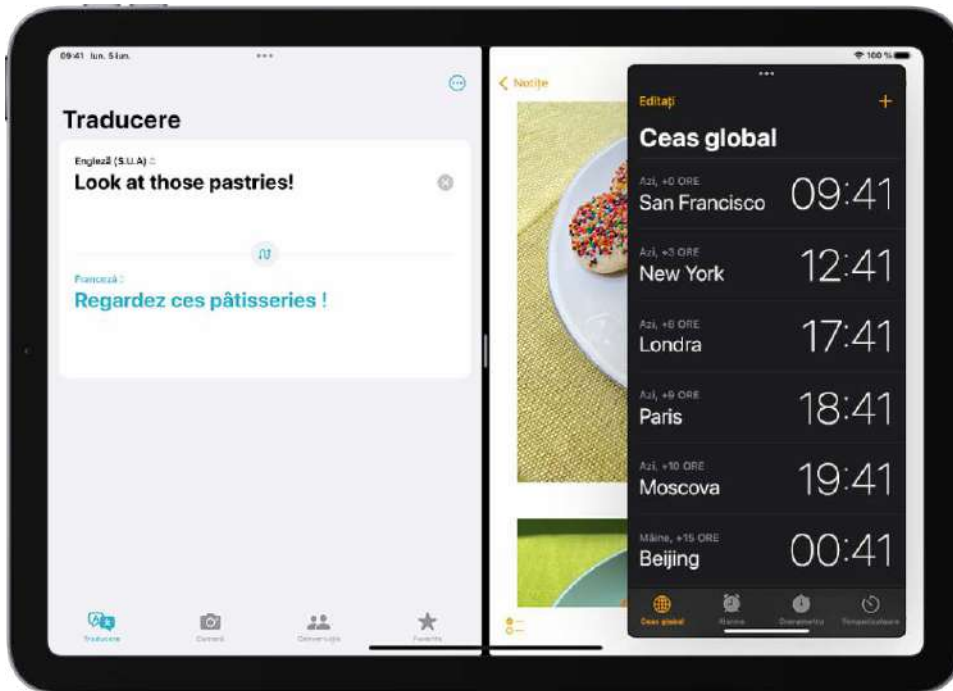 09:41 lun. 5 iun.
100 %
Traducere
Engleză (S.U.A)
Look at those pastries!
Franceză
Regardez ces pâtisseries !
Traducere
Cameră
Conversație
Favorite
Notițe
Editați
Ceas global
Azi, +0 ORE
San Francisco
09:41
Azi, +3 ORE
New York
12:41
Azi, +8 ORE
Londra
17:41
Azi, +9 ORE
Paris
18:41
Azi, +10 ORE
Moscova
19:41
Mâine, +15 ORE
Beijing
00:41
Ceas global
Alarme
Cronometru
Temporizatoare